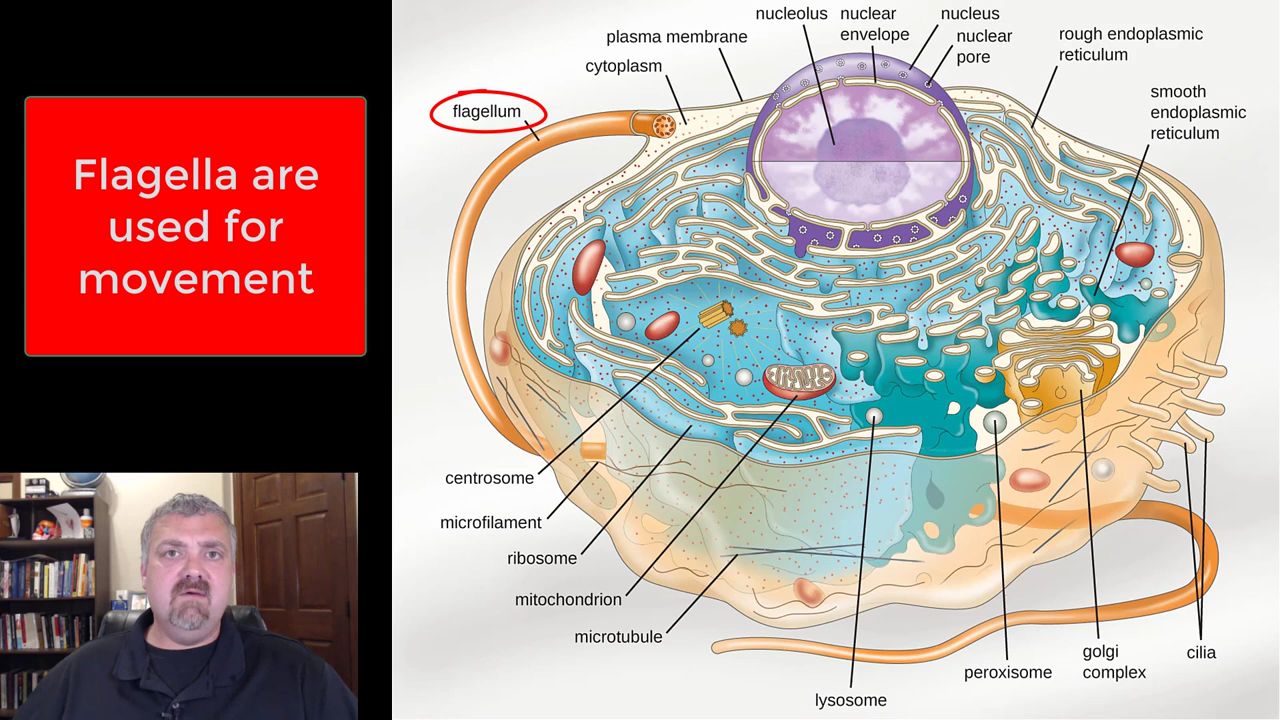 Flagella are
used for
movement
nucleolus
nuclear
envelope
nucleus
nuclear
pore
rough endoplasmic
reticulum
plasma membrane
cytoplasm
smooth
endoplasmic
reticulum
flagellum
centrosome
microfilament
ribosome
mitochondrion
microtubule
lysosome
peroxisome
golgi
complex
cilia